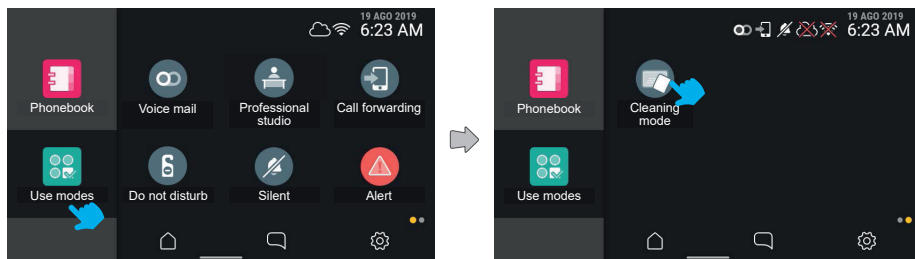 19 AGO 2019
6:23 AM
Phonebook
Voice mail
Professional
studio
Call forwarding
Use modes
Do not disturb
Silent
Alert
19 AGO 2019
6:23 AM
Phonebook
Cleaning
mode
Use modes